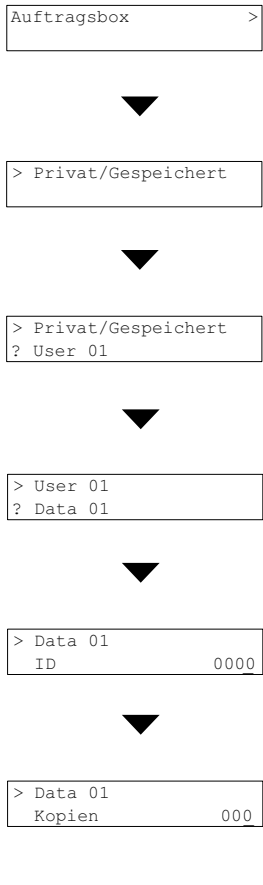 Auftragsbox >
> Privat/Gespeichert
> Privat/Gespeichert
? User 01
> User 01
? Data 01
> Data 01
ID 0000
> Data 01
Kopien 000